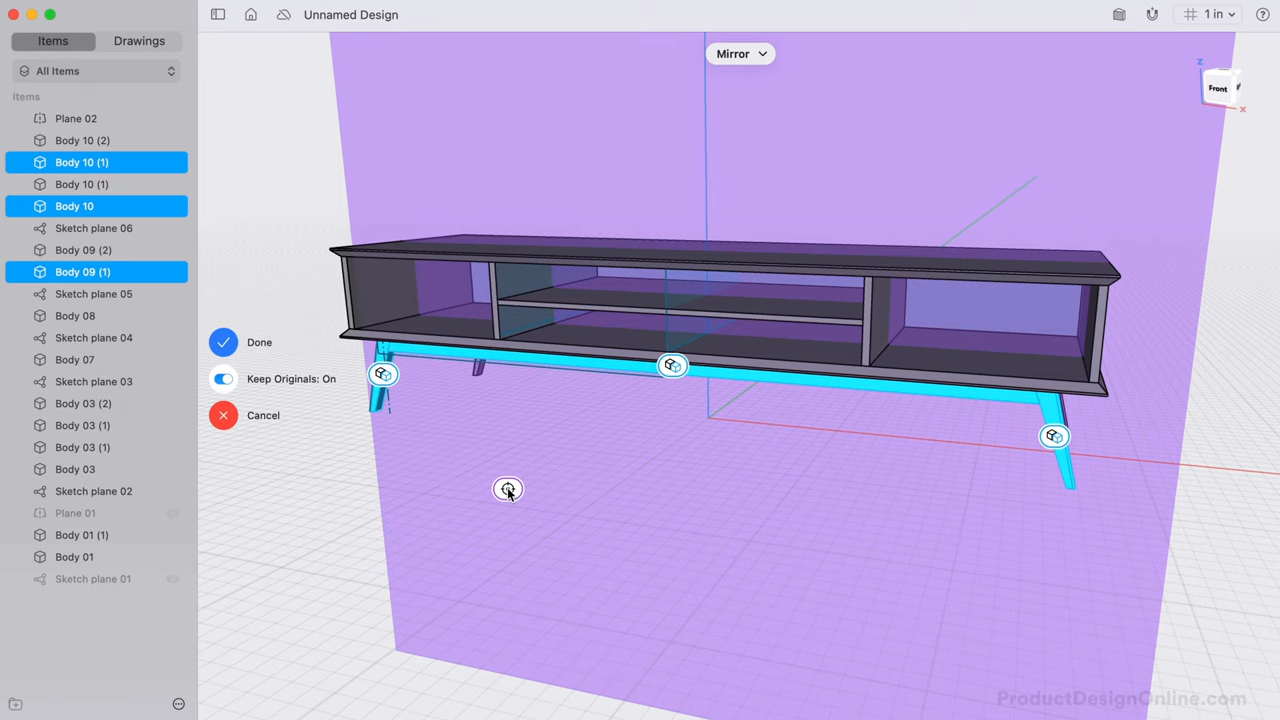 Unnamed Design
1 in
Items
Drawings
All Items
Items
Plane 02
Body 10 (2)
Body 10 (1)
Body 10 (1)
Body 10
Sketch plane 06
Body 09 (2)
Body 09 (1)
Sketch plane 05
Body 08
Sketch plane 04
Body 07
Sketch plane 03
Body 03 (2)
Body 03 (1)
Body 03 (1)
Body 03
Sketch plane 02
Plane 01
Body 01 (1)
Body 01
Sketch plane 01
Mirror
Z
Front
X
Done
Keep Originals: On
Cancel
ProductDesignOnline.com